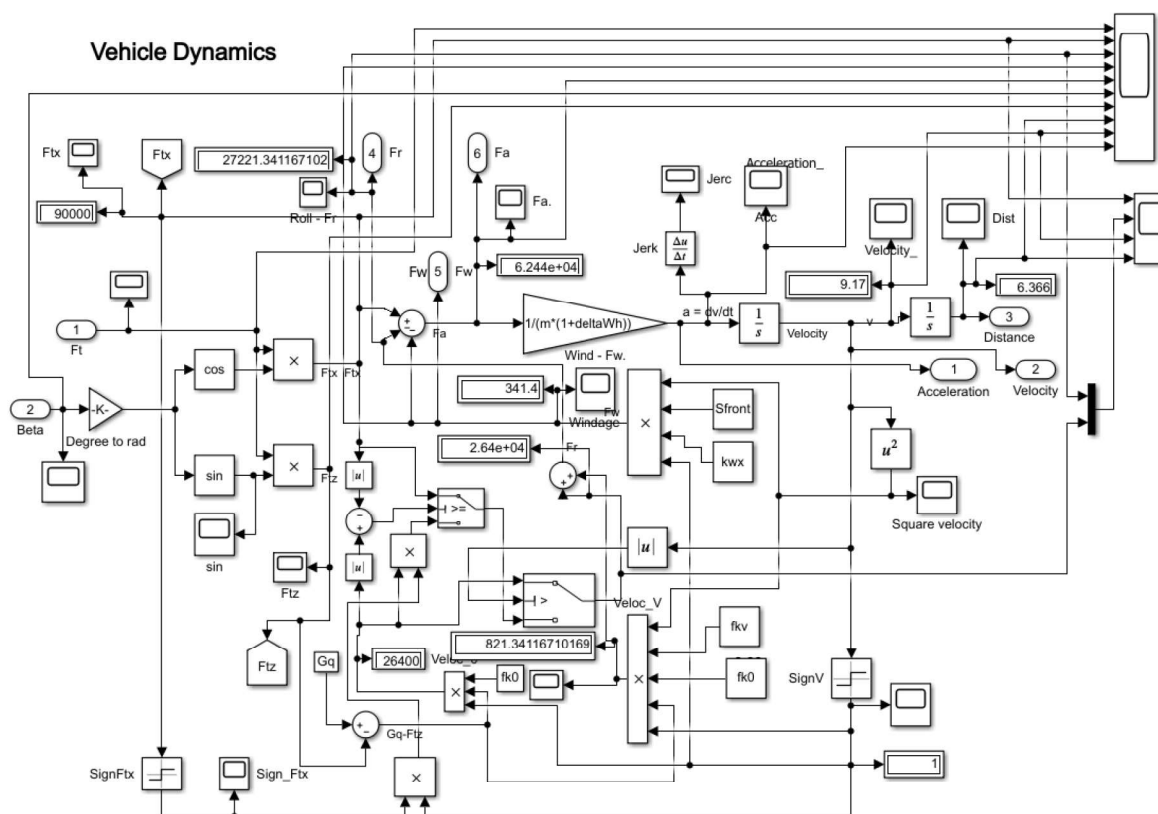 Vehicle Dynamics
Ftx
Ftx
27221.341167102
4
Fr
6
Fa
Acceleration_
Jerc
Acc
Roll - Fr
Fa.
90000
Dist
Velocity_
Jerk
Δu
Δt
Fw
5
Fw
6.244e+04
9.17
6.366
1
Ft
+
-
-
Fa
1/(m*(1+deltaWh))
a = dv/dt
1
s
Velocity
v
1
s
3
Distance
cos
×
Ftx
Ftx
Wind - Fw.
341.4
Fw
Windage
×
Sfront
kwx
1
Acceleration
2
Velocity
2
Beta
-K-
Degree to rad
sin
×
Ftz
2.64e+04
Fr
+
+
u²
|u|
>=
Square velocity
sin
-
+
×
|u|
|u|
Ftz
>
Veloc_V
fkv
821.34116710169
Ftz
Gq
26400
fk0
×
×
fk0
SignV
+
-
Gq-Ftz
SignFtx
Sign_Ftx
×
1